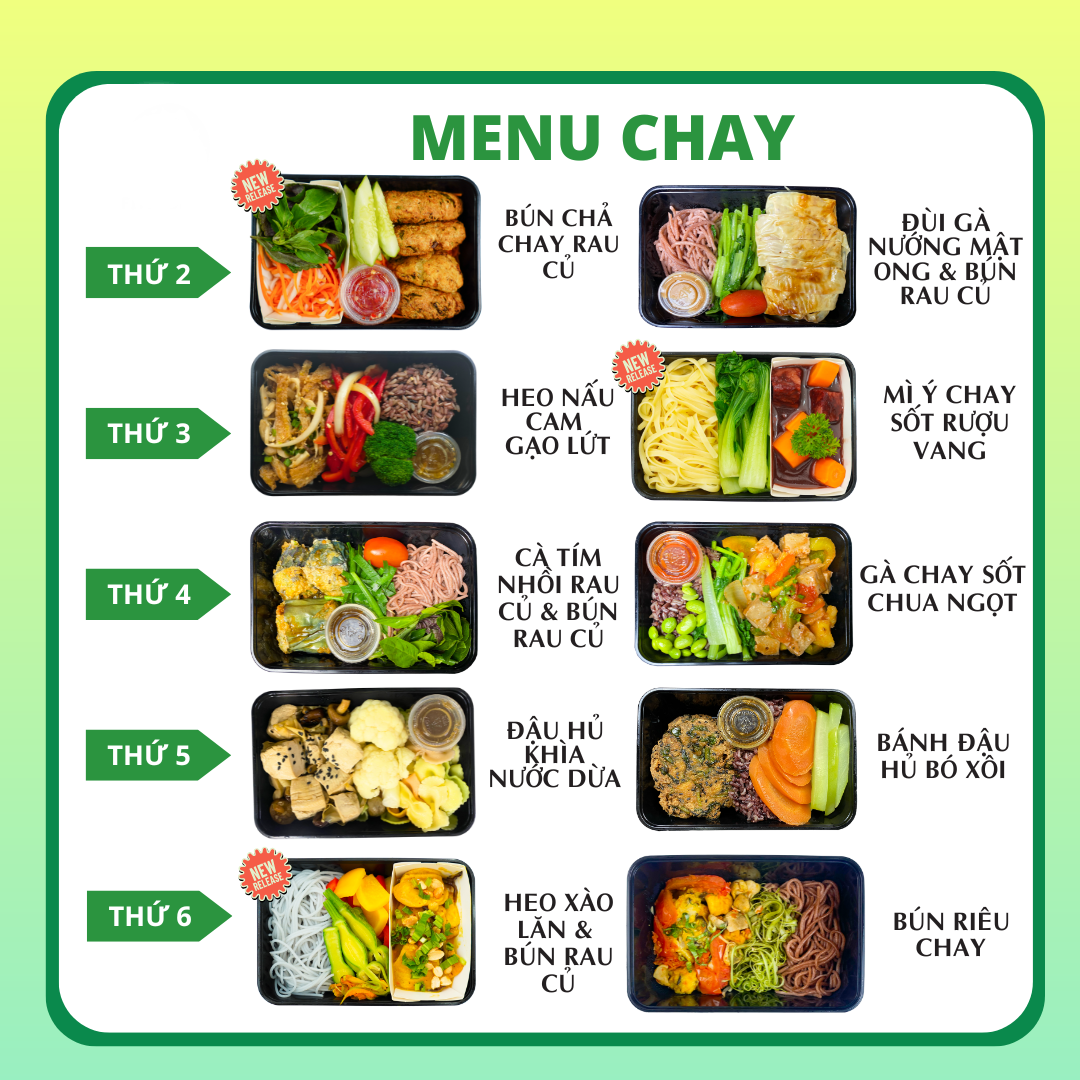 MENU CHAY
THỨ 2
NEW
RELEASE
BÚN CHẢ
CHAY RAU
CỦ
ĐÙI GÀ
NƯỚNG MẬT
ONG & BÚN
RAU CỦ
THỨ 3
HEO NẤU
CAM
GẠO LỨT
NEW
RELEASE
MÌ Ý CHAY
SỐT RƯỢU
VANG
THỨ 4
CÀ TÍM
NHỒI RAU
CỦ & BÚN
RAU CỦ
GÀ CHAY SỐT
CHUA NGỌT
THỨ 5
ĐẬU HỦ
KHÌA
NƯỚC DỪA
BÁNH ĐẬU
HỦ BÓ XÔI
THỨ 6
NEW
RELEASE
HEO XÀO
LĂN &
BÚN RAU
CỦ
BÚN RIÊU
CHAY